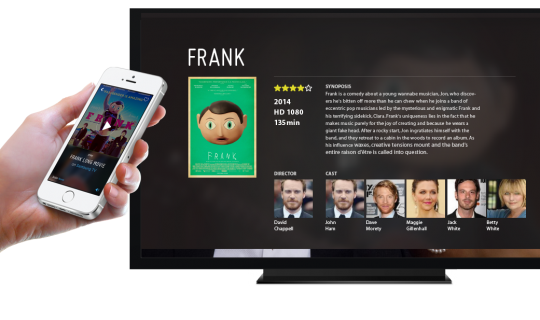 FRANK
SYNOPSIS
Frank is a comedy about a young wannabe musician, Jon, who discov-
ers he's bitten off more than he can chew when he joins a band of
eccentric pop musicians led by the mysterious and enigmatic Frank and
his terrifying sidekick, Clara. Frank's uniqueness lies in the fact that he
makes music purely for the joy of creating and because he wears a
giant fake head. After a rocky start, Jon ingratiates himself with the
band, and they retreat to a cabin in the woods to record an album. As
his influence waxes, creative tensions mount and the band's
entire raison d'être is called into question.
2014
HD 1080
135min
FRANK
FRANK LONG MOVIE
DIRECTOR
CAST
David
Chappell
John
Ham
Dave
Morety
Maggie
Gillenhall
Jack
White
Betty
White